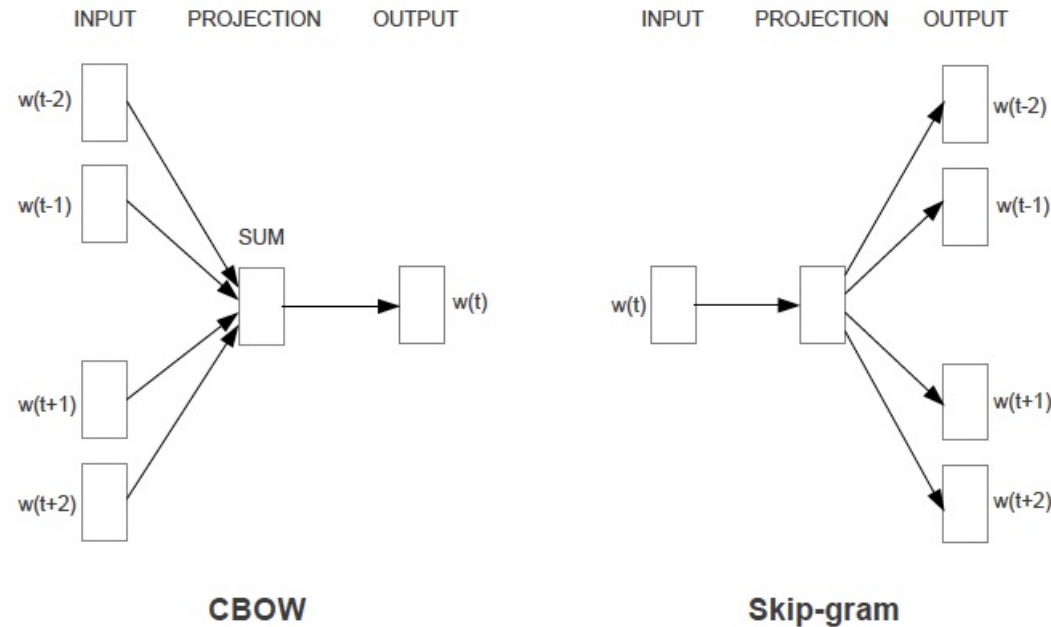 INPUT PROJECTION OUTPUT
w(t-2)
w(t-1)
SUM
w(t)
w(t+1)
w(t+2)
CBOW
INPUT PROJECTION OUTPUT
w(t-2)
w(t-1)
w(t)
w(t+1)
w(t+2)
Skip-gram